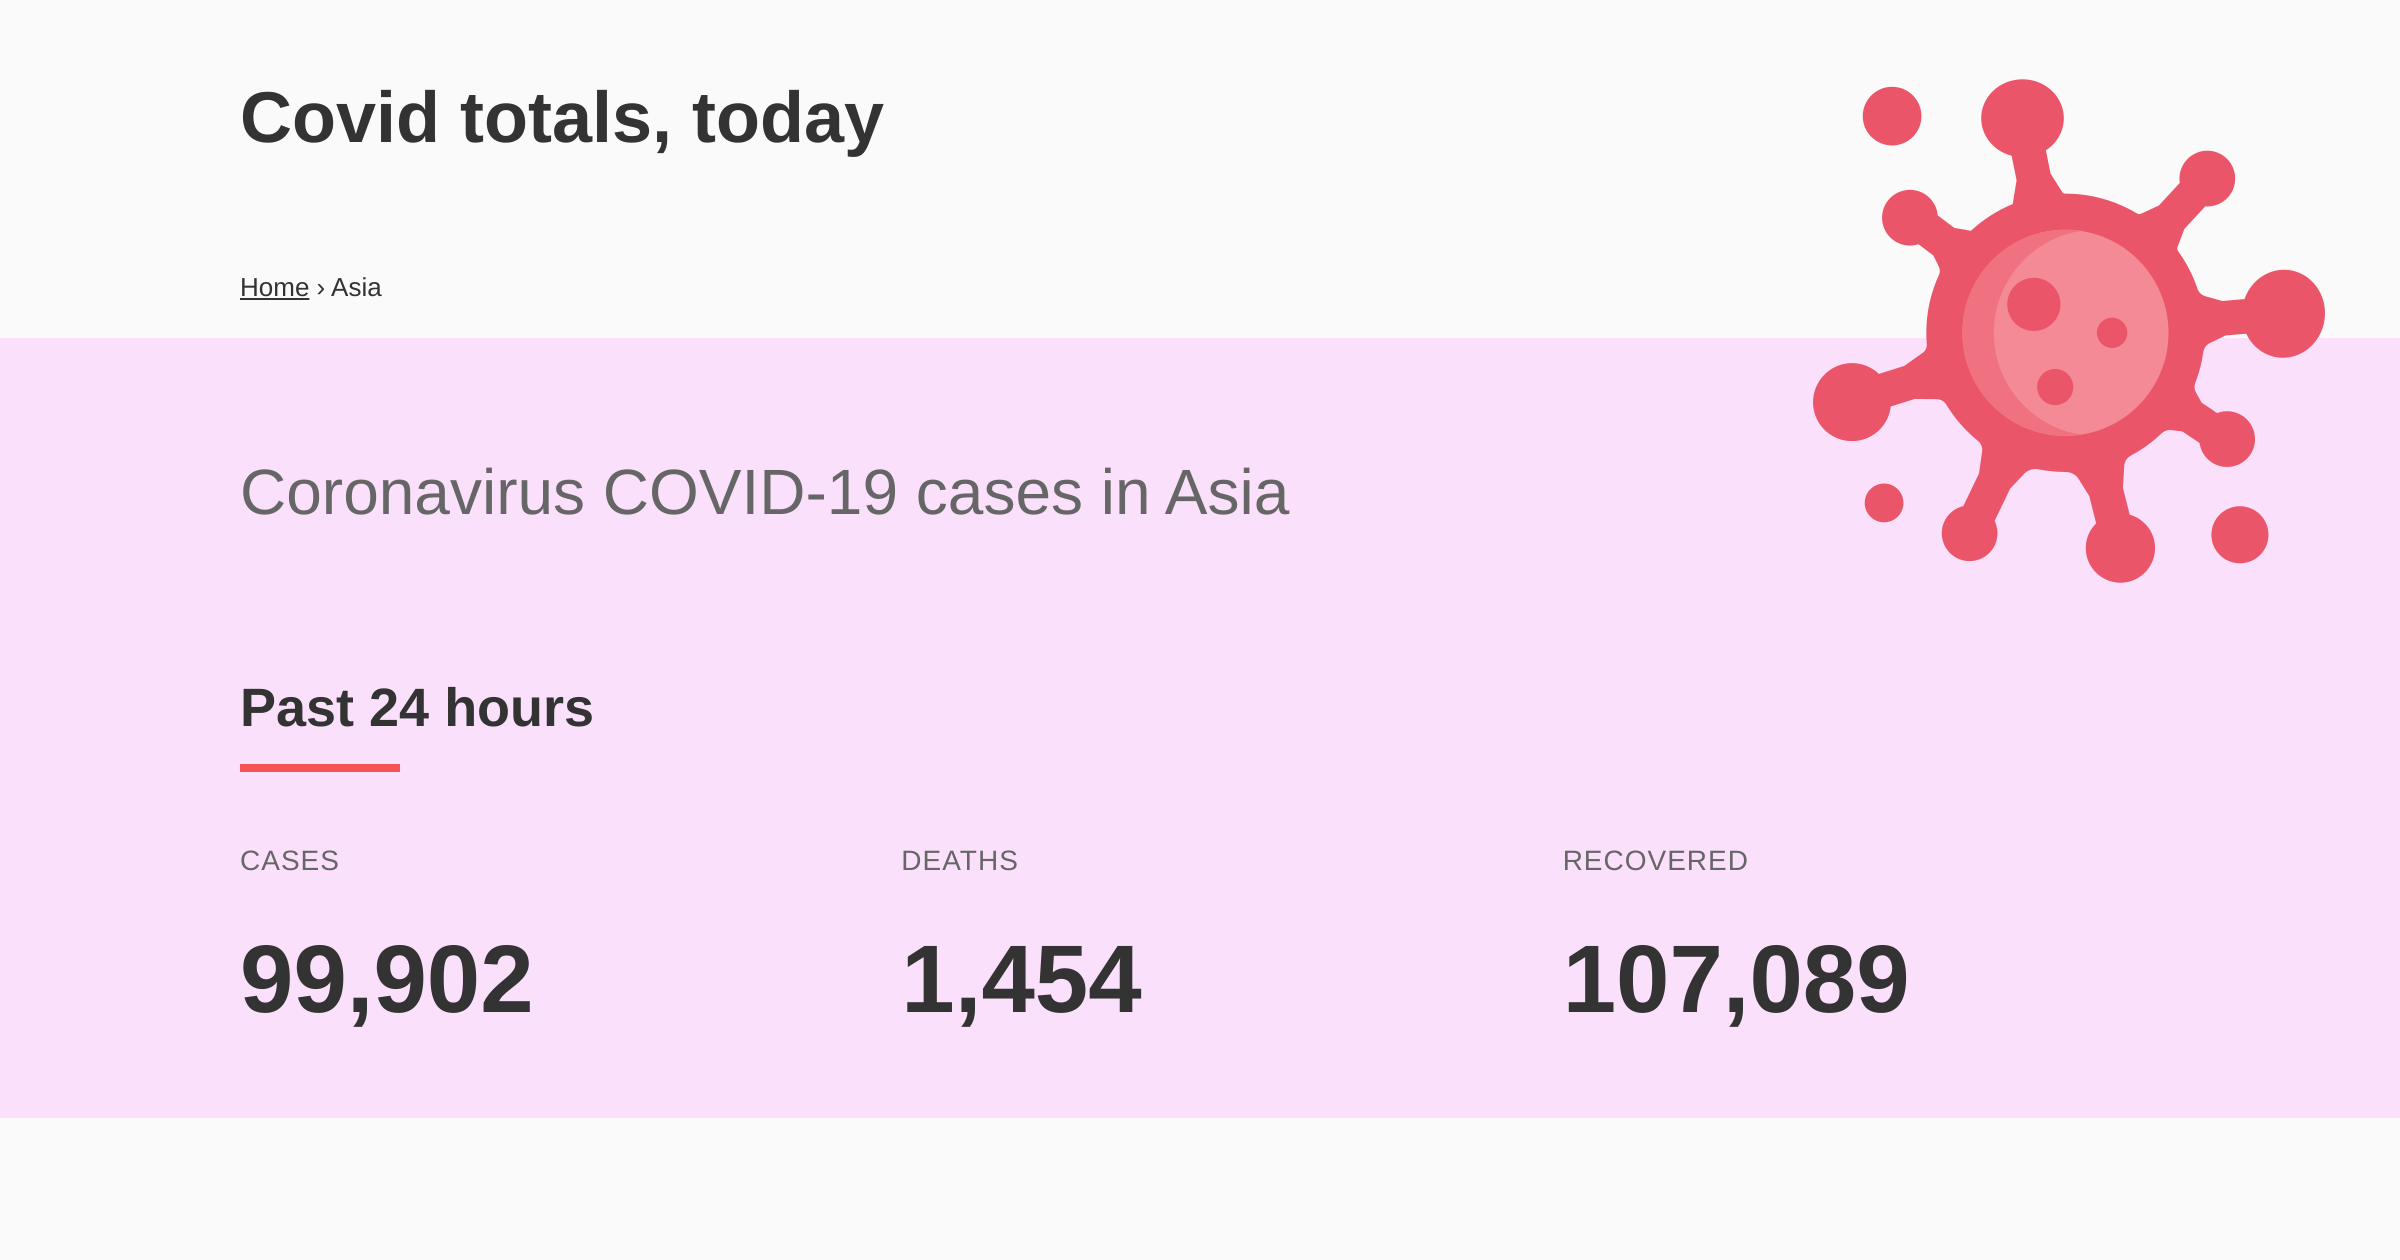 Covid totals, today
Home › Asia
Coronavirus COVID-19 cases in Asia
Past 24 hours
CASES DEATHS RECOVERED
99,902 1,454 107,089